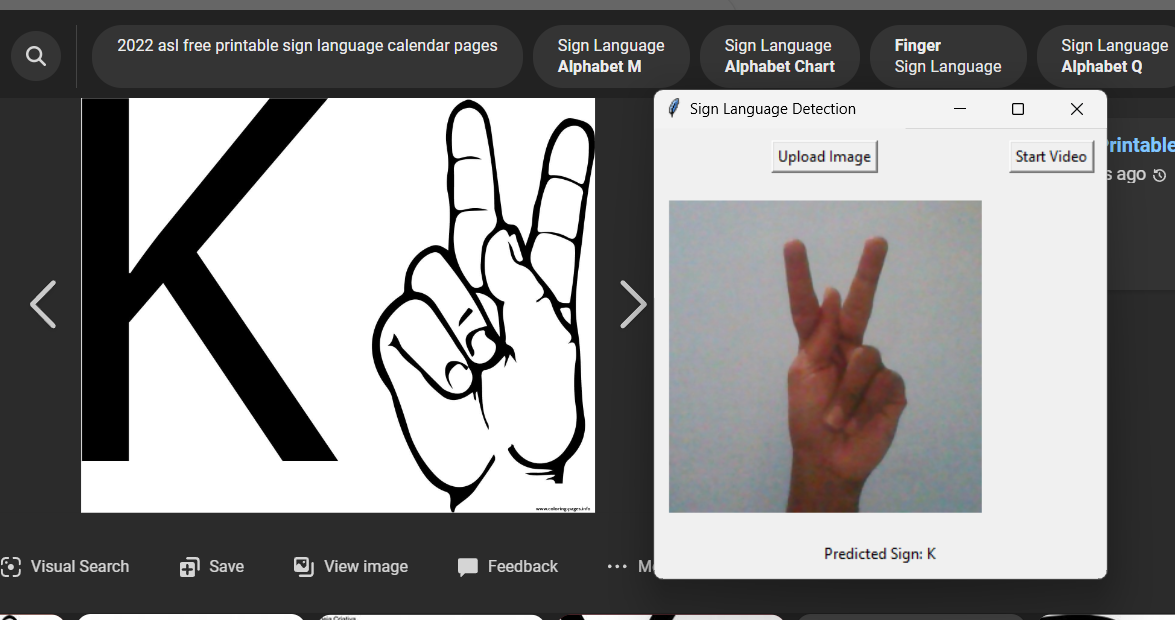 2022 asl free printable sign language calendar pages
Sign Language
Alphabet M
Sign Language
Alphabet Chart
Finger
Sign Language
Sign Language
Alphabet Q
Sign Language Detection
Upload Image
Start Video
rintable
s ago
K
www.coloring-pages.info
Predicted Sign: K
Visual Search
Save
View image
Feedback